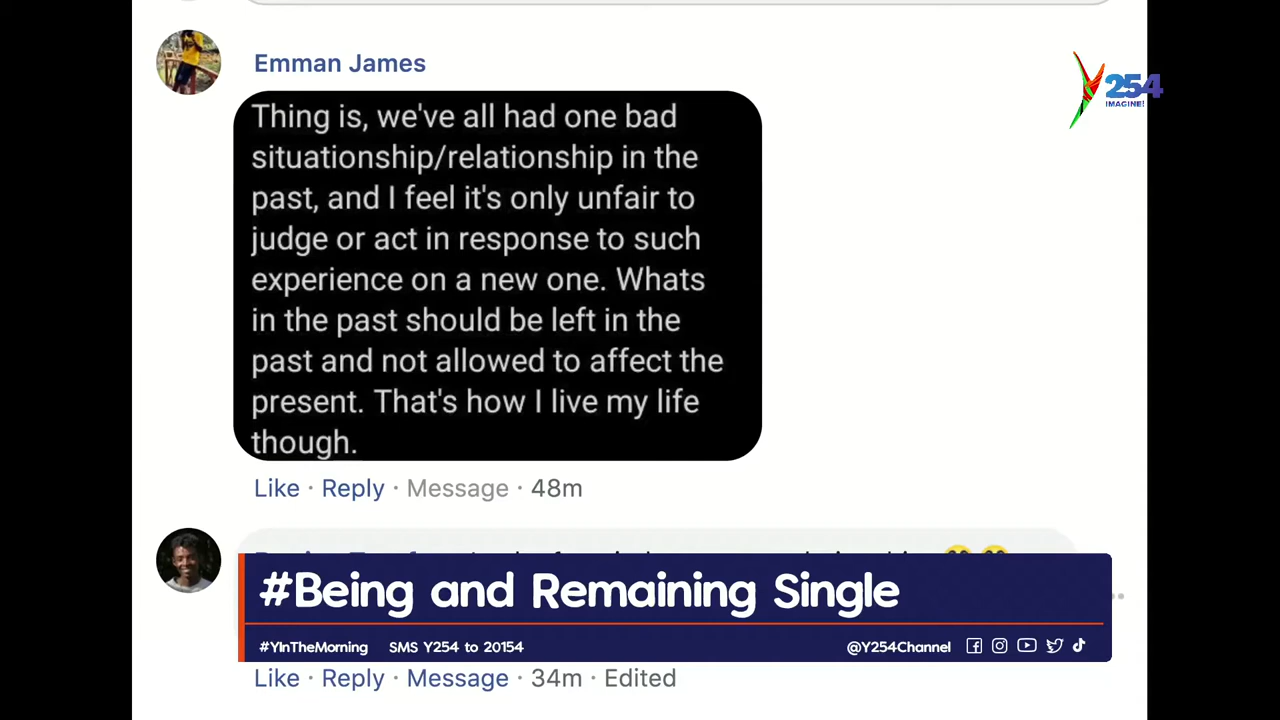 Emman James
254
IMAGINE!
Thing is, we've all had one bad
situationship/relationship in the
past, and I feel it's only unfair to
judge or act in response to such
experience on a new one. Whats
in the past should be left in the
past and not allowed to affect the
present. That's how I live my life
though.
Like · Reply · Message · 48m
#Being and Remaining Single
#YInTheMorning SMS Y254 to 20154 @Y254Channel
Like · Reply · Message · 34m · Edited